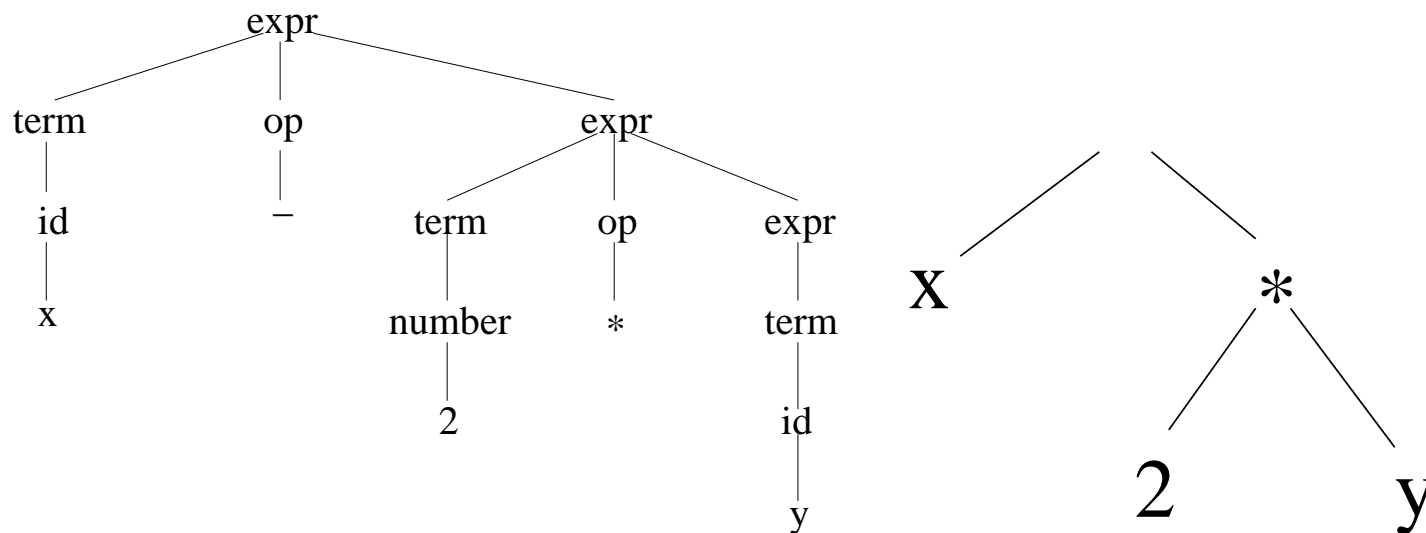 expr
term op expr
id − term op expr
x number * term
2 id
y
x *
2 y